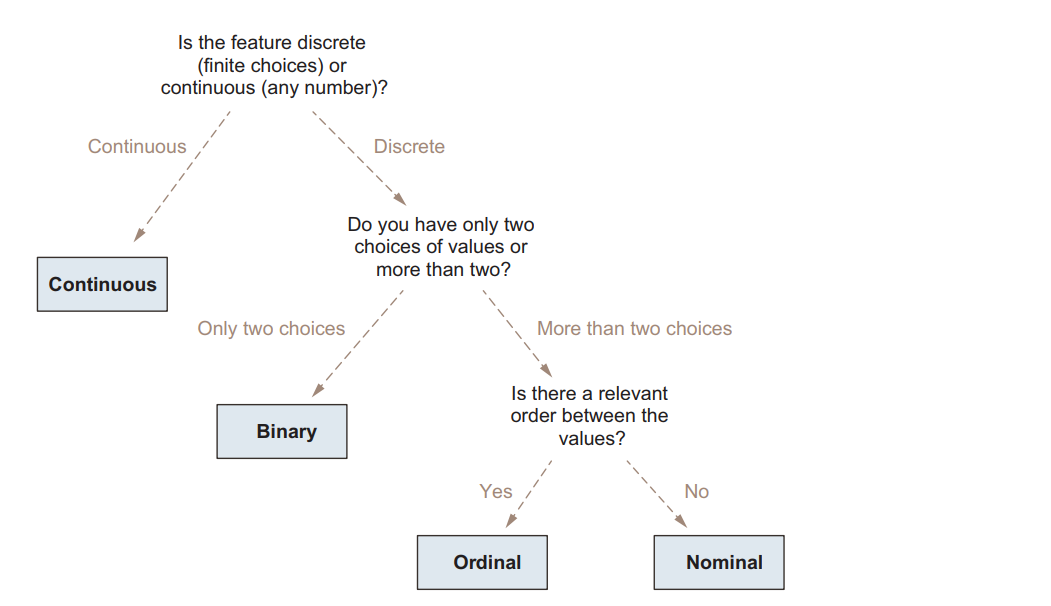 Is the feature discrete
(finite choices) or
continuous (any number)?
Continuous
Discrete
Do you have only two
choices of values or
more than two?
Continuous
Only two choices
More than two choices
Is there a relevant
order between the
values?
Binary
Yes
No
Ordinal
Nominal